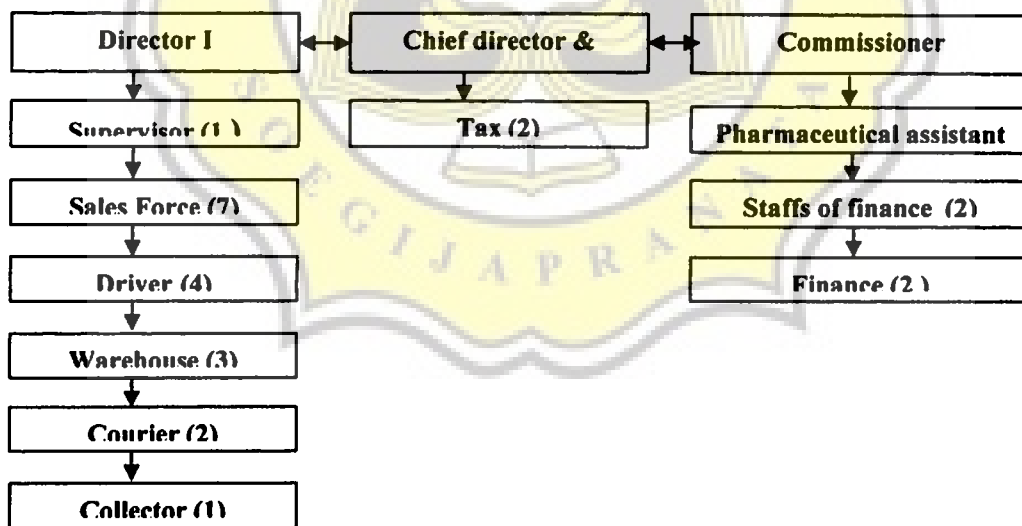 Director I
Chief director &
Commissioner
Supervisor (1)
Tax (2)
Pharmaceutical assistant
Sales Force (7)
Staffs of finance (2)
Driver (4)
Finance (2)
Warehouse (3)
Courier (2)
Collector (1)
SOEGIJAPRANATA